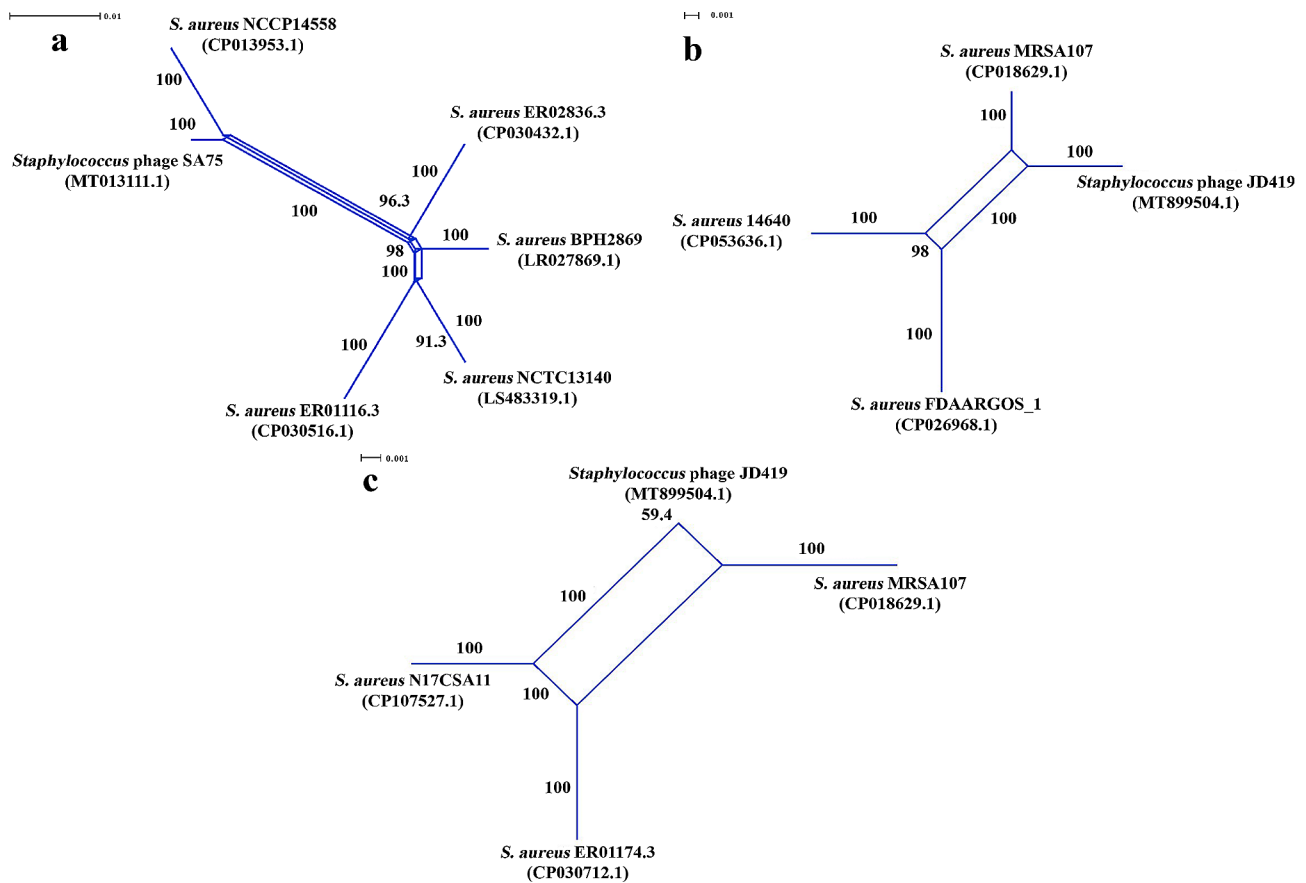 0.01
a
S. aureus NCCP14558
(CP013953.1)
100
100
Staphylococcus phage SA75
(MT013111.1)
100
S. aureus ER02836.3
(CP030432.1)
100
96.3
100
S. aureus BPH2869
(LR027869.1)
98
100
100
100
91.3
S. aureus NCTC13140
(LS483319.1)
S. aureus ER01116.3
(CP030516.1)
0.001
b
S. aureus MRSA107
(CP018629.1)
100
100
Staphylococcus phage JD419
(MT899504.1)
S. aureus 14640
(CP053636.1)
100
100
98
100
S. aureus FDAARGOS_1
(CP026968.1)
0.001
c
Staphylococcus phage JD419
(MT899504.1)
59.4
100
S. aureus MRSA107
(CP018629.1)
100
100
S. aureus N17CSA11
(CP107527.1)
100
100
S. aureus ER01174.3
(CP030712.1)